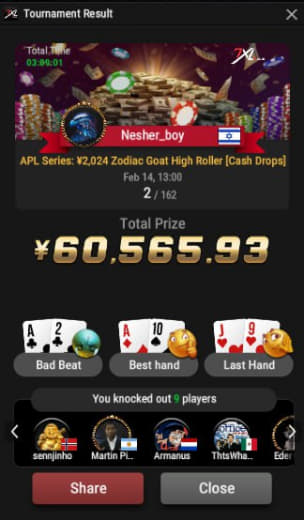 Tournament Result
Total Time
03:09:01
7XL
Nesher_boy
APL Series: ¥2,024 Zodiac Goat High Roller [Cash Drops]
Feb 14, 13:00
2 / 162
Total Prize
¥60,565.93
A 2
A 10
J 9
Bad Beat
Best hand
Last Hand
You knocked out 9 players
sennjinho
Martin Pi...
Armanus
ThtsWha...
Eder
Share
Close